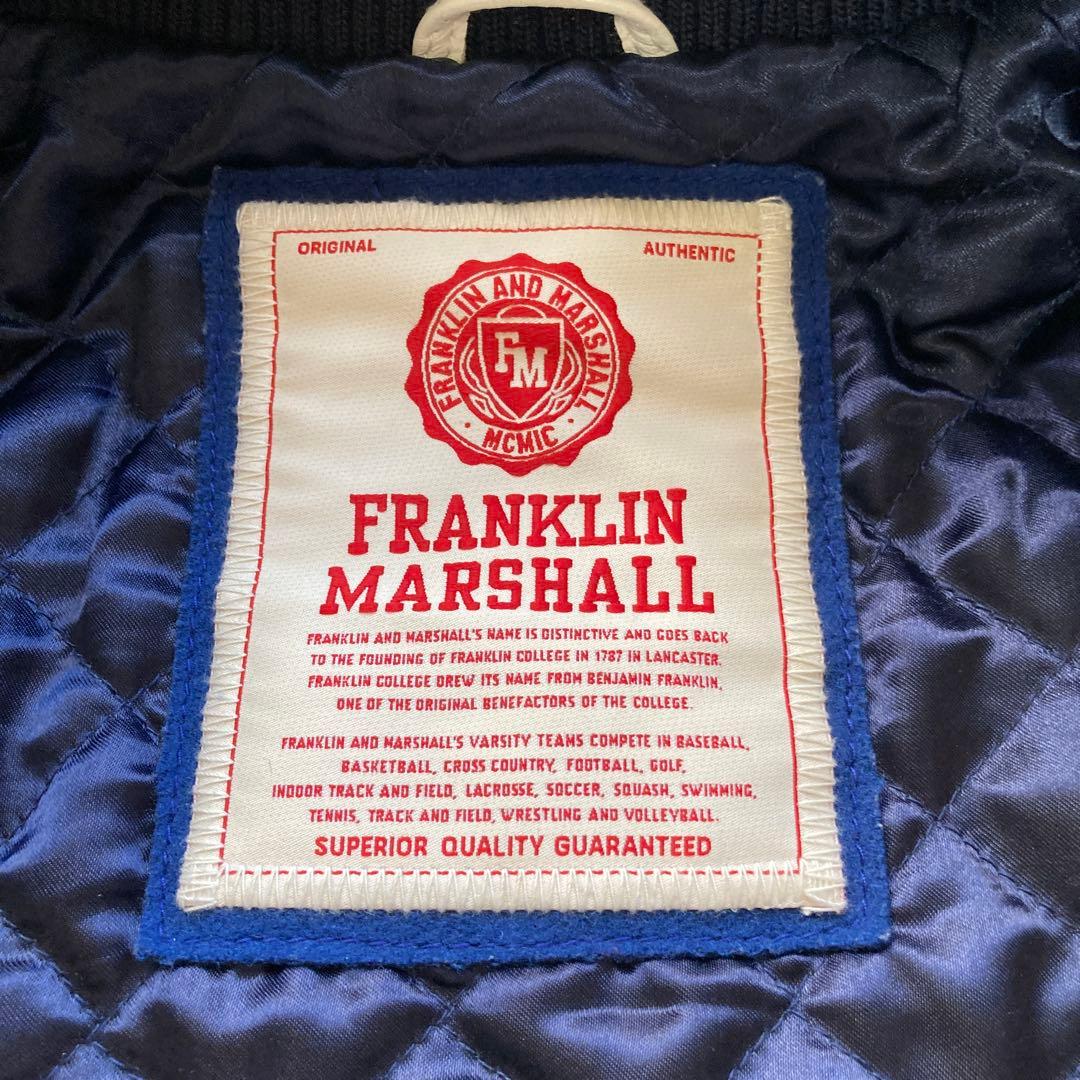 ORIGINAL
AUTHENTIC
FRANKLIN AND MARSHALL
FM
· MCMIC ·
FRANKLIN
MARSHALL
FRANKLIN AND MARSHALL'S NAME IS DISTINCTIVE AND GOES BACK
TO THE FOUNDING OF FRANKLIN COLLEGE IN 1787 IN LANCASTER.
FRANKLIN COLLEGE DREW ITS NAME FROM BENJAMIN FRANKLIN,
ONE OF THE ORIGINAL BENEFACTORS OF THE COLLEGE.
FRANKLIN AND MARSHALL'S VARSITY TEAMS COMPETE IN BASEBALL,
BASKETBALL, CROSS COUNTRY, FOOTBALL, GOLF,
INDOOR TRACK AND FIELD, LACROSSE, SOCCER, SQUASH, SWIMMING,
TENNIS, TRACK AND FIELD, WRESTLING AND VOLLEYBALL.
SUPERIOR QUALITY GUARANTEED